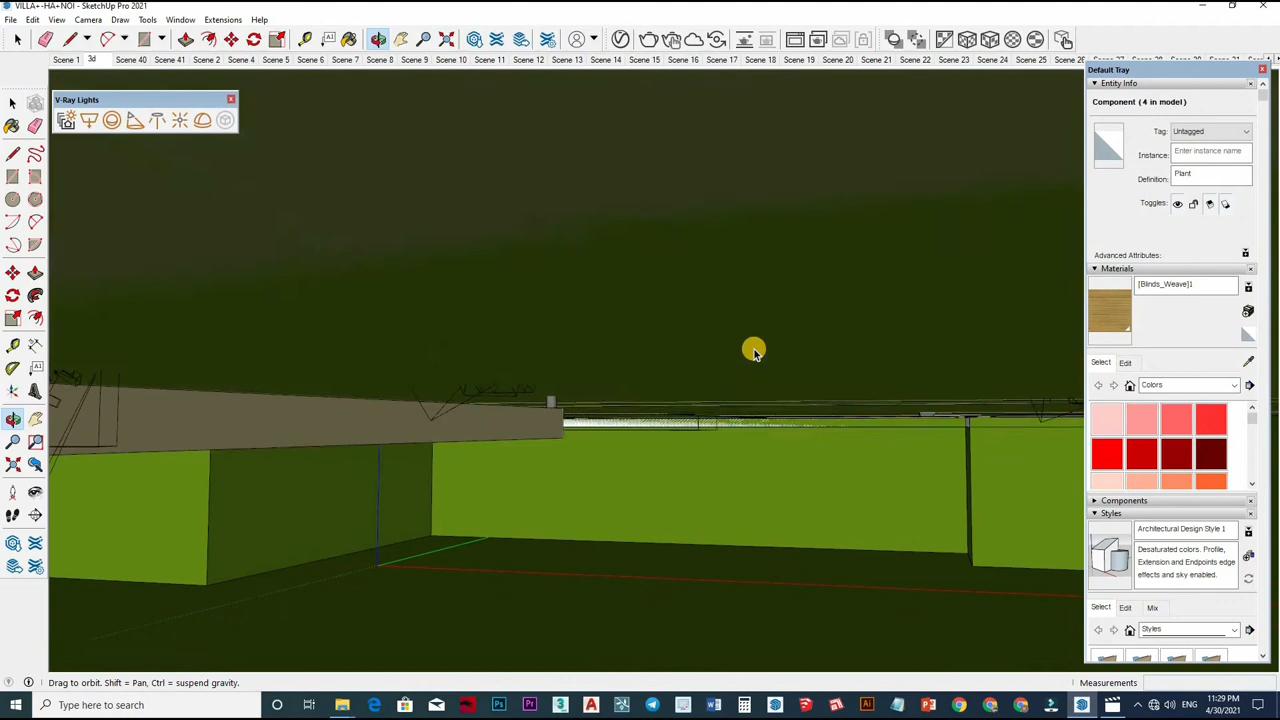 VILLA+-HA+NOI - SketchUp Pro 2021
File Edit View Camera Draw Tools Window Extensions Help
Scene 1 3d Scene 40 Scene 41 Scene 2 Scene 4 Scene 5 Scene 6 Scene 7 Scene 8 Scene 9 Scene 10 Scene 11 Scene 12 Scene 13 Scene 14 Scene 15 Scene 16 Scene 17 Scene 18 Scene 19 Scene 20 Scene 21 Scene 22 Scene 23 Scene 24 Scene 25 Scene 26
V-Ray Lights
Default Tray
Entity Info
Component (4 in model)
Tag: Untagged
Instance: Enter instance name
Definition: Plant
Toggles:
Advanced Attributes:
Materials
[Blinds_Weave]1
Select Edit
Colors
Components
Styles
Architectural Design Style 1
Desaturated colors. Profile,
Extension and Endpoints edge
effects and sky enabled.
Select Edit Mix
Styles
Drag to orbit. Shift = Pan, Ctrl = suspend gravity.
Measurements
Type here to search
ENG
11:29 PM
4/30/2021